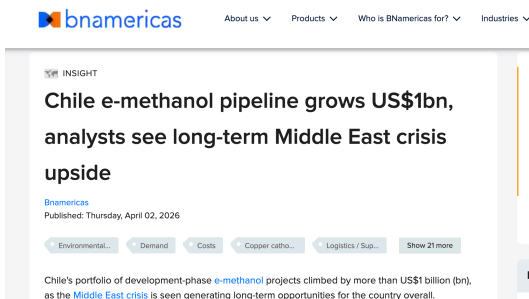 bnamericas
About us
Products
Who is BNamericas for?
Industries
INSIGHT
Chile e-methanol pipeline grows US$1bn,
analysts see long-term Middle East crisis
upside
Bnamericas
Published: Thursday, April 02, 2026
Environmental...
Demand
Costs
Copper catho...
Logistics / Sup...
Show 21 more
Chile's portfolio of development-phase e-methanol projects climbed by more than US$1 billion (bn),
as the Middle East crisis is seen generating long-term opportunities for the country overall.